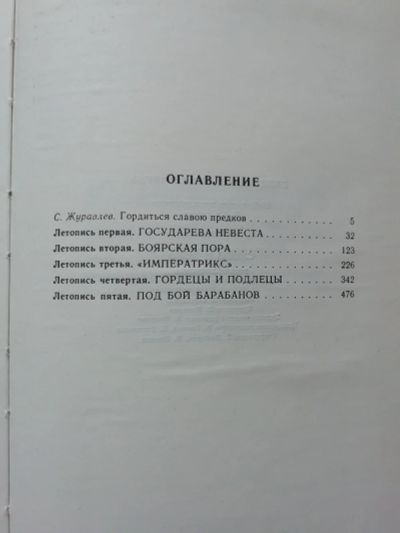 ОГЛАВЛЕНИЕ
С. Журавлев. Гордиться славою предков . . . . . . . . . . . 5
Летопись первая. ГОСУДАРЕВА НЕВЕСТА . . . . . . . . . 32
Летопись вторая. БОЯРСКАЯ ПОРА . . . . . . . . . . . . 123
Летопись третья. «ИМПЕРАТРИКС» . . . . . . . . . . . . 226
Летопись четвертая. ГОРДЕЦЫ И ПОДЛЕЦЫ . . . . . . . 342
Летопись пятая. ПОД БОЙ БАРАБАНОВ . . . . . . . . . . 476